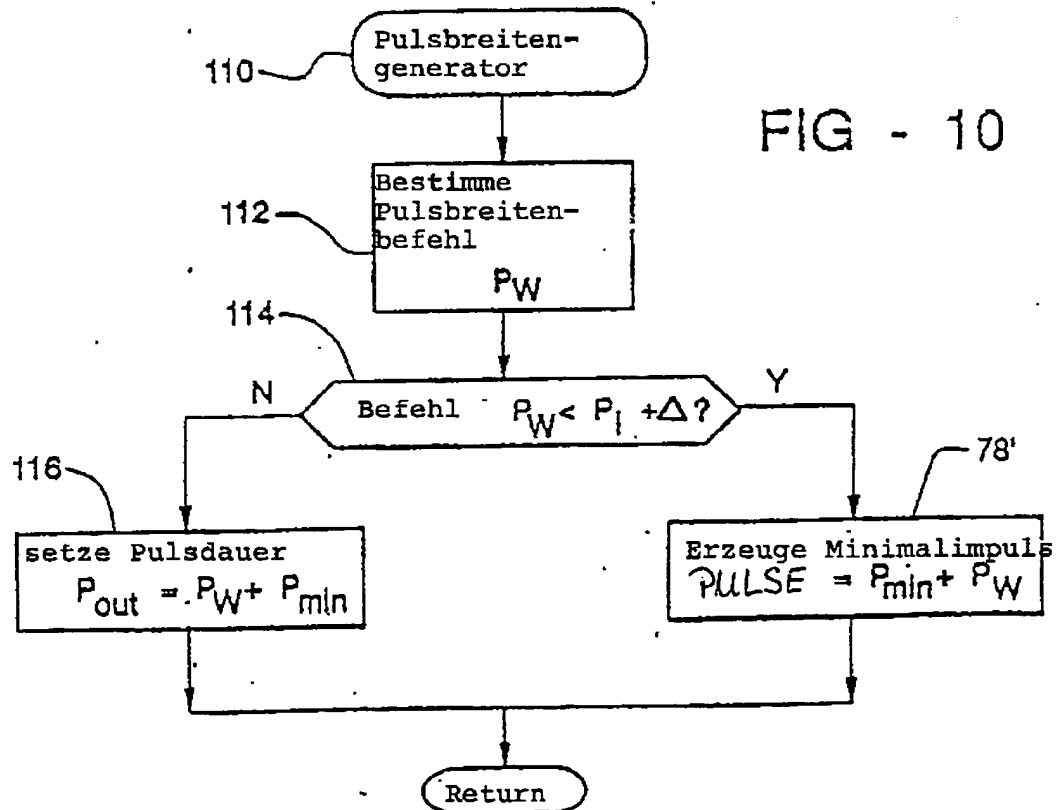 Pulsbreiten-
generator
110
FIG - 10
Bestimme
Pulsbreiten-
befehl
P_W
112
114
N
Befehl P_W < P_I + Δ ?
Y
116
78'
setze Pulsdauer
P_out = P_W + P_min
Erzeuge Minimalimpuls
PULSE = P_min + P_W
Return